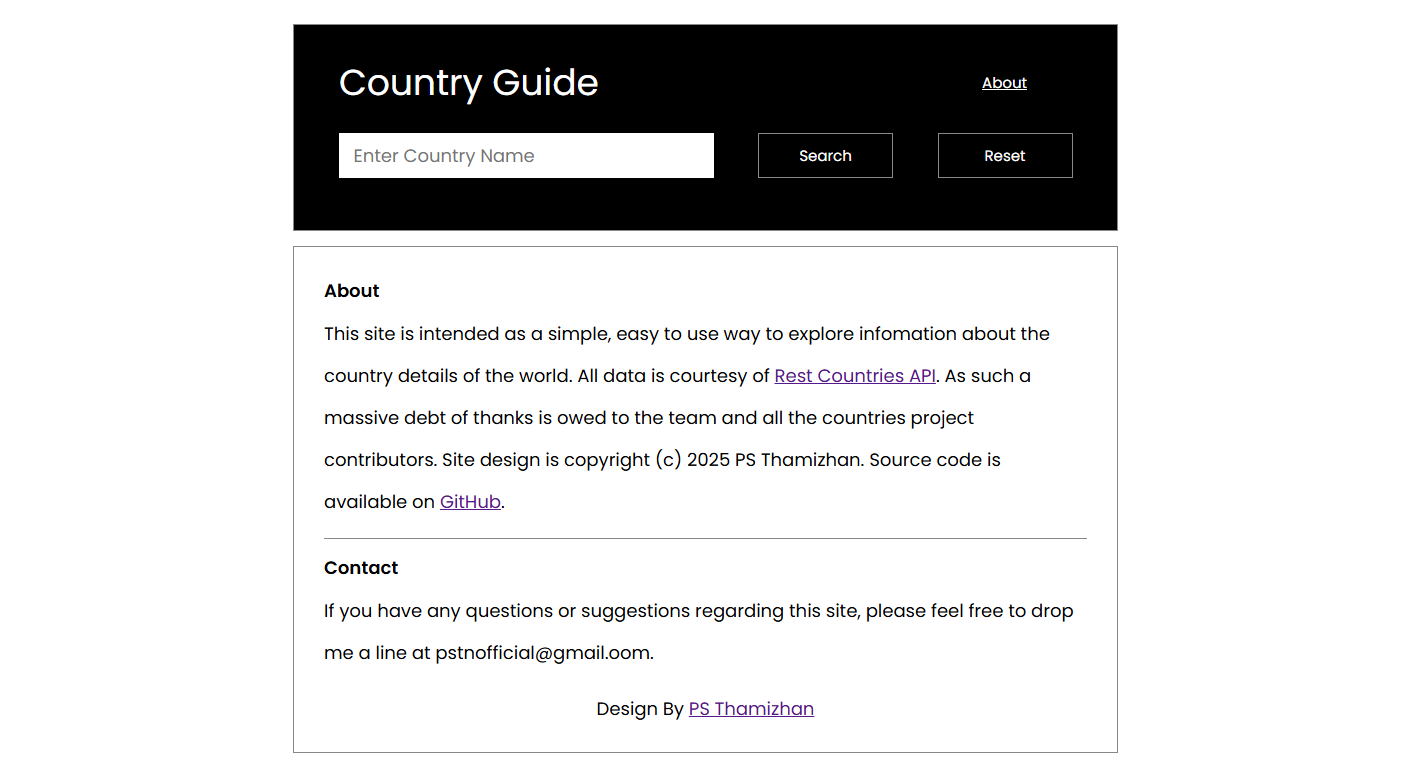 Country Guide
About
Enter Country Name
Search
Reset
About
This site is intended as a simple, easy to use way to explore infomation about the
country details of the world. All data is courtesy of Rest Countries API. As such a
massive debt of thanks is owed to the team and all the countries project
contributors. Site design is copyright (c) 2025 PS Thamizhan. Source code is
available on GitHub.
Contact
If you have any questions or suggestions regarding this site, please feel free to drop
me a line at pstnofficial@gmail.oom.
Design By PS Thamizhan